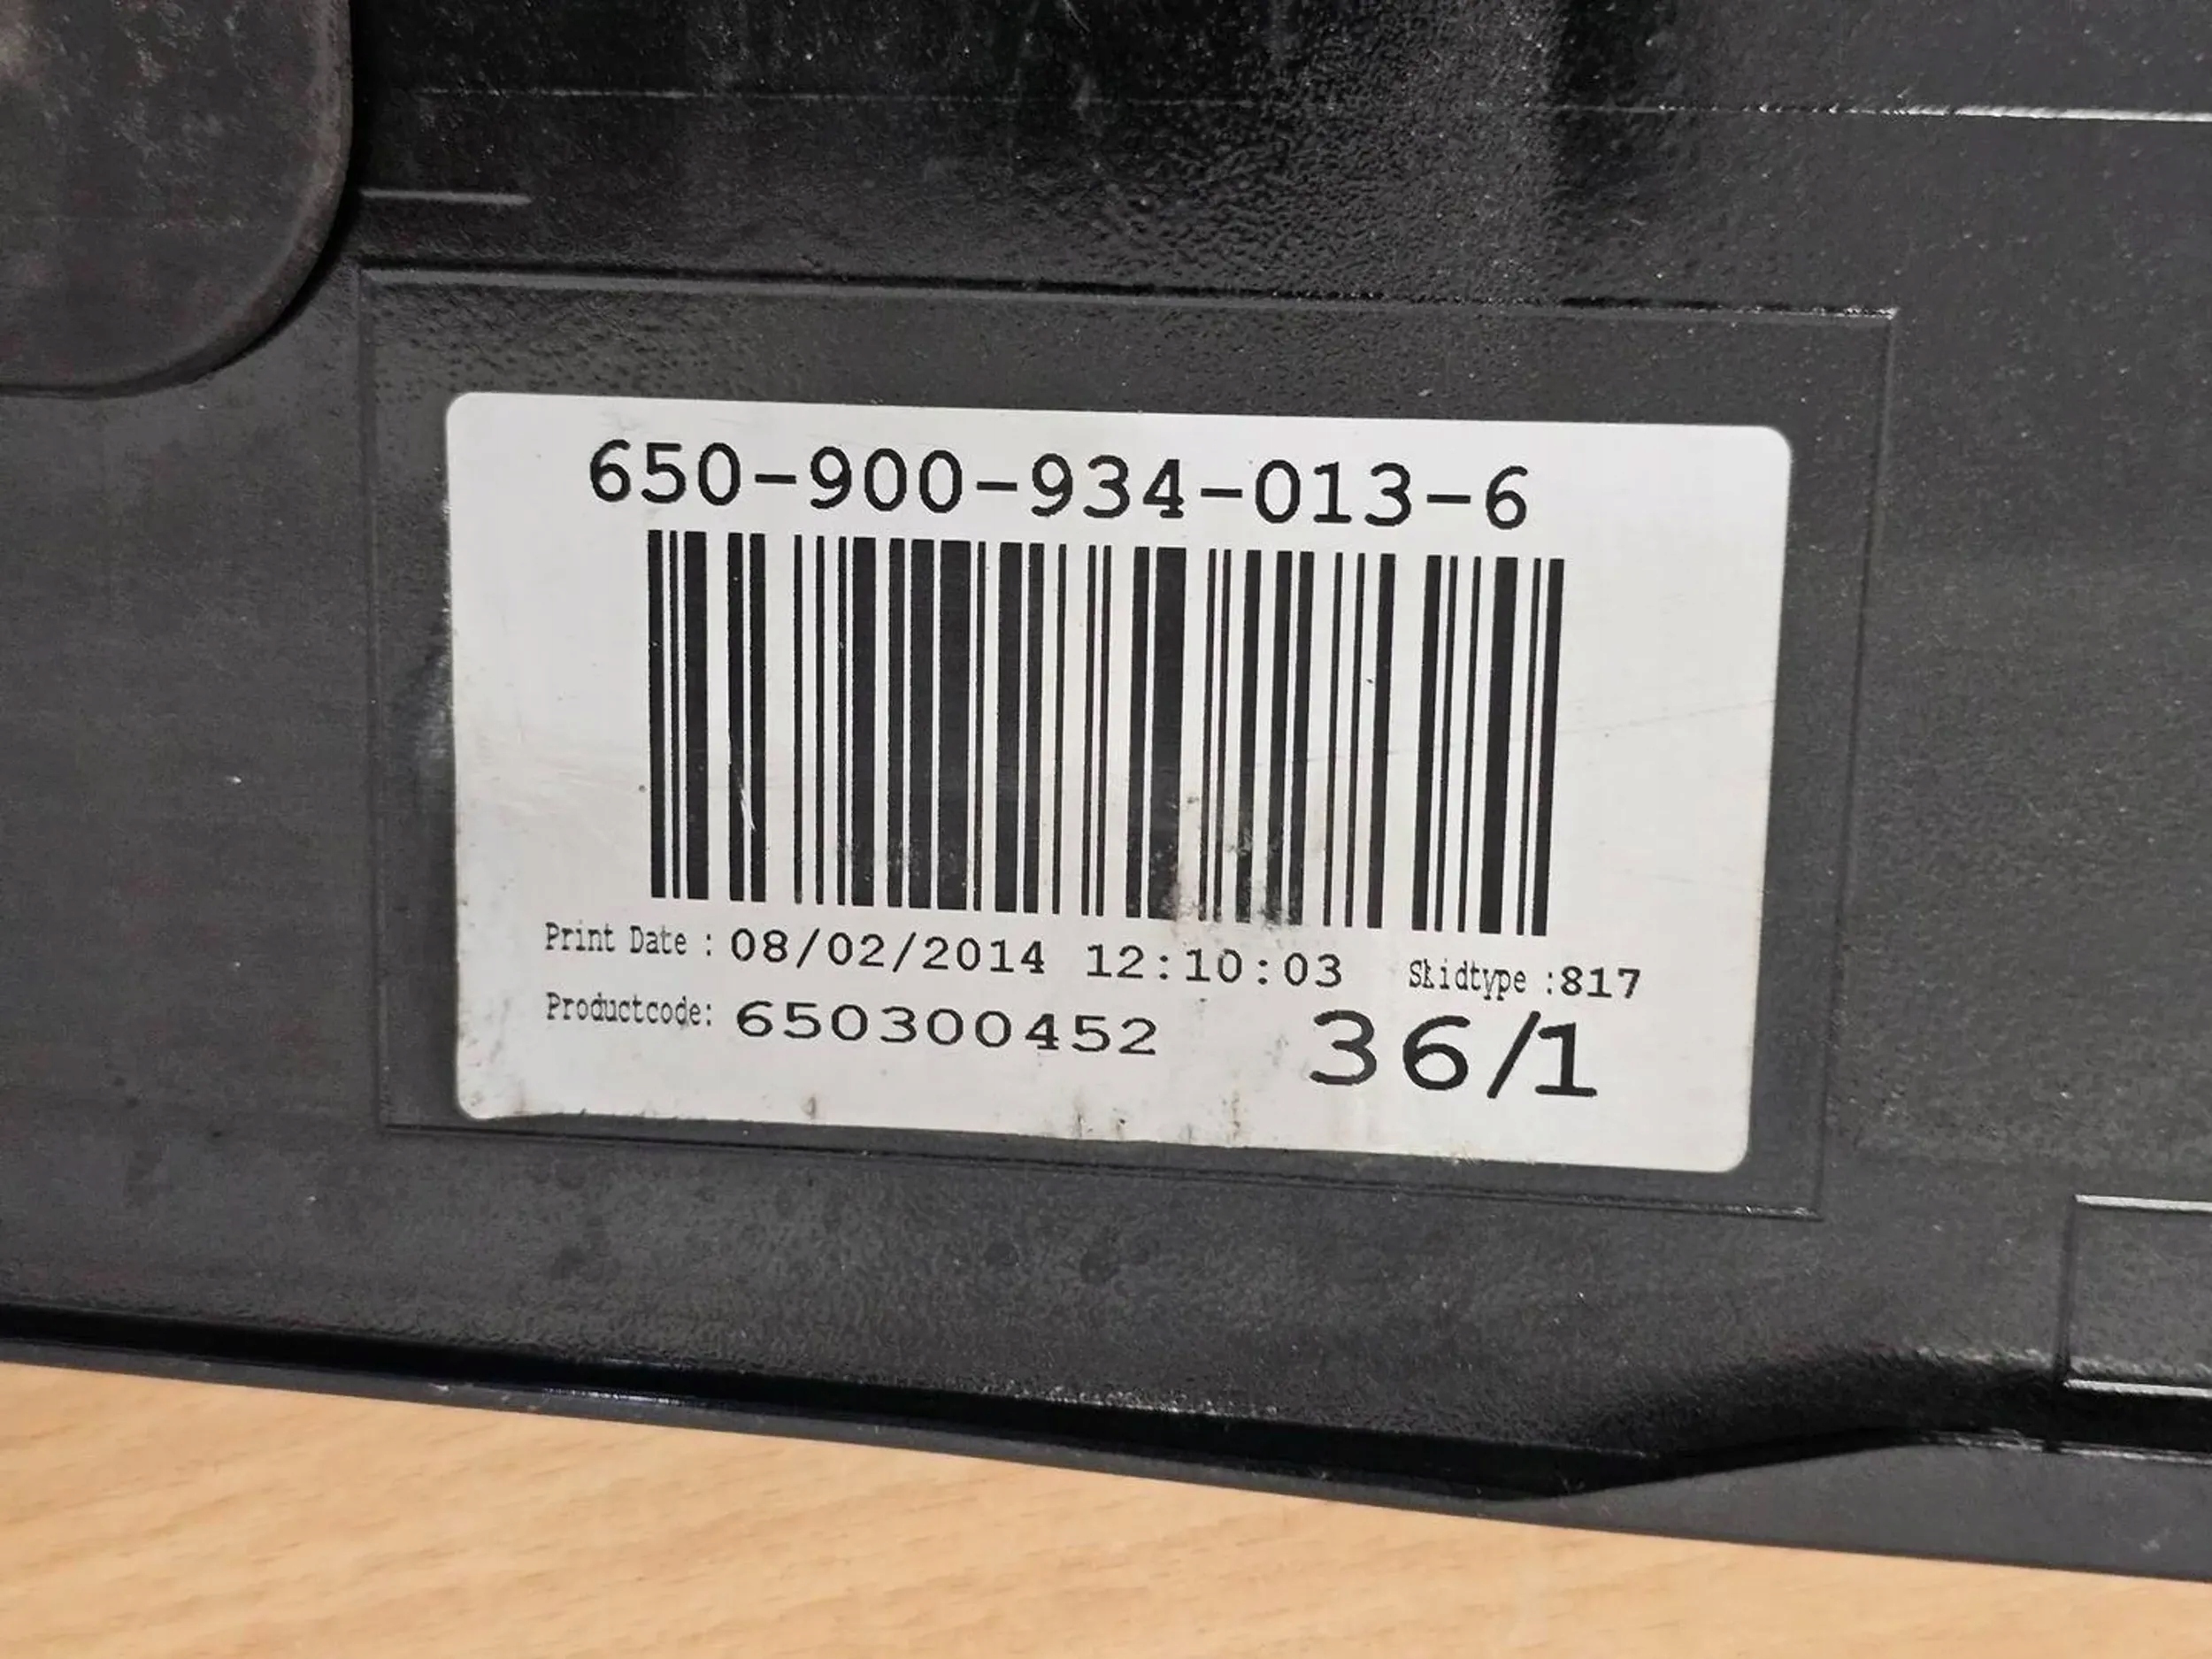 650-900-934-013-6
Print Date : 08/02/2014 12:10:03 Skidtype :817
Productcode: 650300452 36/1